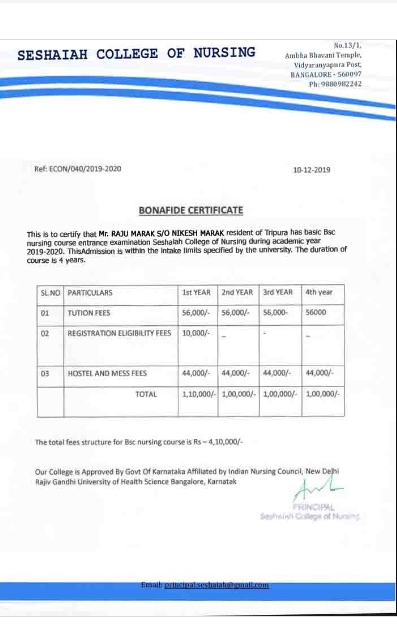 SESHAIAH COLLEGE OF NURSING
No.13/1,
Ambha Bhavani Temple,
Vidyaranyapura Post,
BANGALORE - 560097
Ph: 9880982242
Ref: ECON/040/2019-2020 10-12-2019
BONAFIDE CERTIFICATE
This is to certify that Mr. RAJU MARAK S/O NIKESH MARAK resident of Tripura has basic Bsc
nursing course entrance examination Seshaiah College of Nursing during academic year
2019-2020. ThisAdmission is within the intake limits specified by the university. The duration of
course is 4 years.
SL.NO PARTICULARS 1st YEAR 2nd YEAR 3rd YEAR 4th year
01 TUTION FEES 56,000/- 56,000/- 56,000- 56000
02 REGISTRATION ELIGIBILITY FEES 10,000/- _ - _
03 HOSTEL AND MESS FEES 44,000/- 44,000/- 44,000/- 44,000/-
TOTAL 1,10,000/- 1,00,000/- 1,00,000/- 1,00,000/-
The total fees structure for Bsc nursing course is Rs – 4,10,000/-
Our College is Approved By Govt Of Karnataka Affiliated by Indian Nursing Council, New Delhi
Rajiv Gandhi University of Health Science Bangalore, Karnatak
PRINCIPAL
Seshaiah College of Nursing
Email: principal.seshaiah@gmail.com